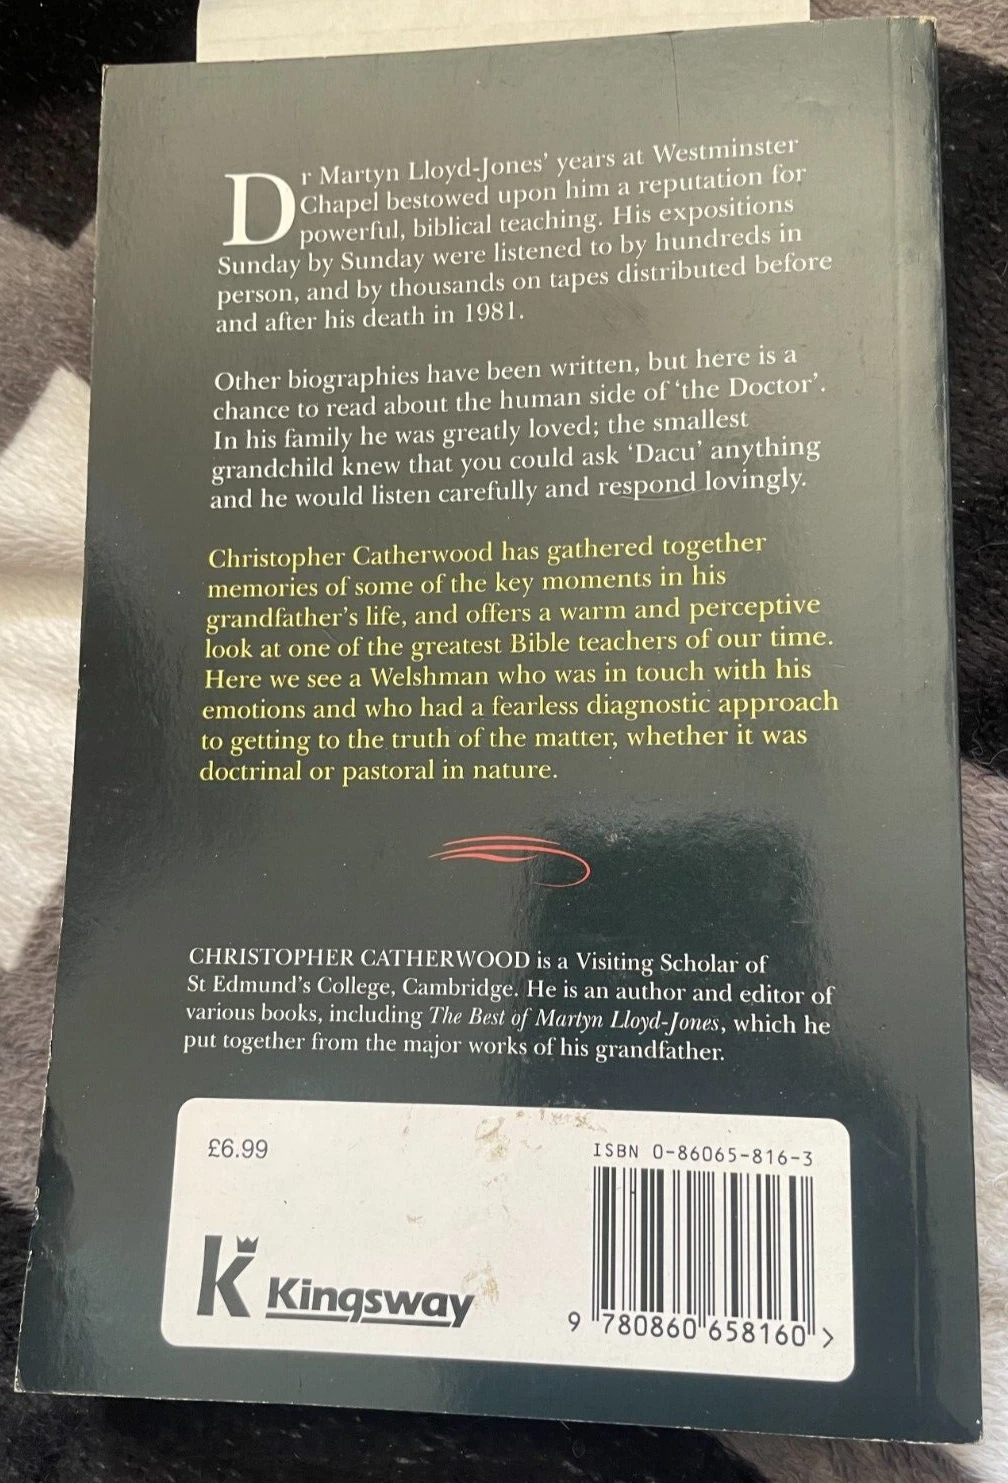 Dr Martyn Lloyd-Jones' years at Westminster
Chapel bestowed upon him a reputation for
powerful, biblical teaching. His expositions
Sunday by Sunday were listened to by hundreds in
person, and by thousands on tapes distributed before
and after his death in 1981.
Other biographies have been written, but here is a
chance to read about the human side of 'the Doctor'.
In his family he was greatly loved; the smallest
grandchild knew that you could ask 'Dacu' anything
and he would listen carefully and respond lovingly.
Christopher Catherwood has gathered together
memories of some of the key moments in his
grandfather's life, and offers a warm and perceptive
look at one of the greatest Bible teachers of our time.
Here we see a Welshman who was in touch with his
emotions and who had a fearless diagnostic approach
to getting to the truth of the matter, whether it was
doctrinal or pastoral in nature.
CHRISTOPHER CATHERWOOD is a Visiting Scholar of
St Edmund's College, Cambridge. He is an author and editor of
various books, including The Best of Martyn Lloyd-Jones, which he
put together from the major works of his grandfather.
£6.99
ISBN 0-86065-816-3
K Kingsway
9 780860 658160 >